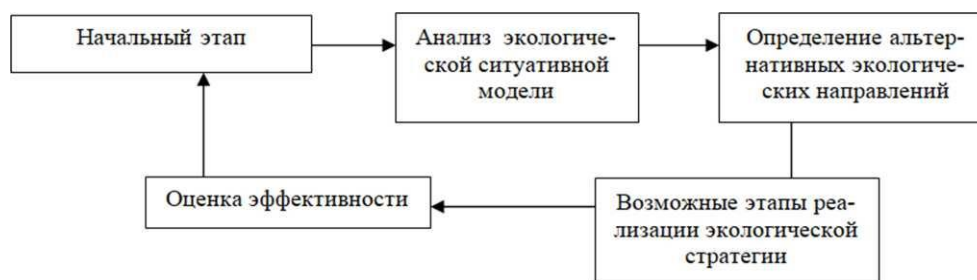 Начальный этап
Анализ экологиче-
ской ситуативной
модели
Определение альтер-
нативных экологиче-
ских направлений
Возможные этапы реа-
лизации экологической
стратегии
Оценка эффективности